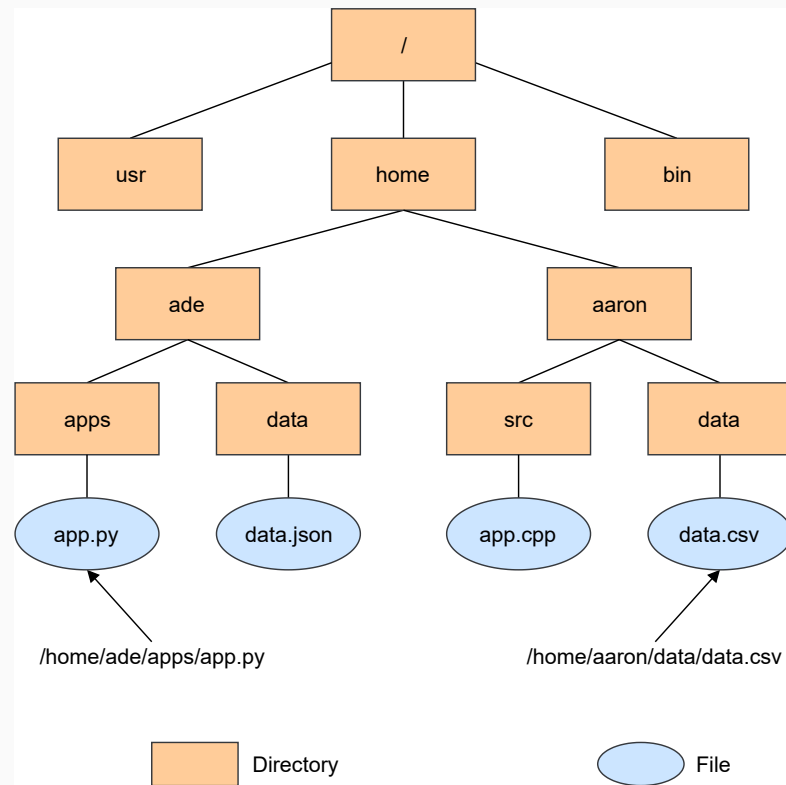 /
usr
home
bin
ade
aaron
apps
data
src
data
app.py
data.json
app.cpp
data.csv
/home/ade/apps/app.py
/home/aaron/data/data.csv
Directory
File